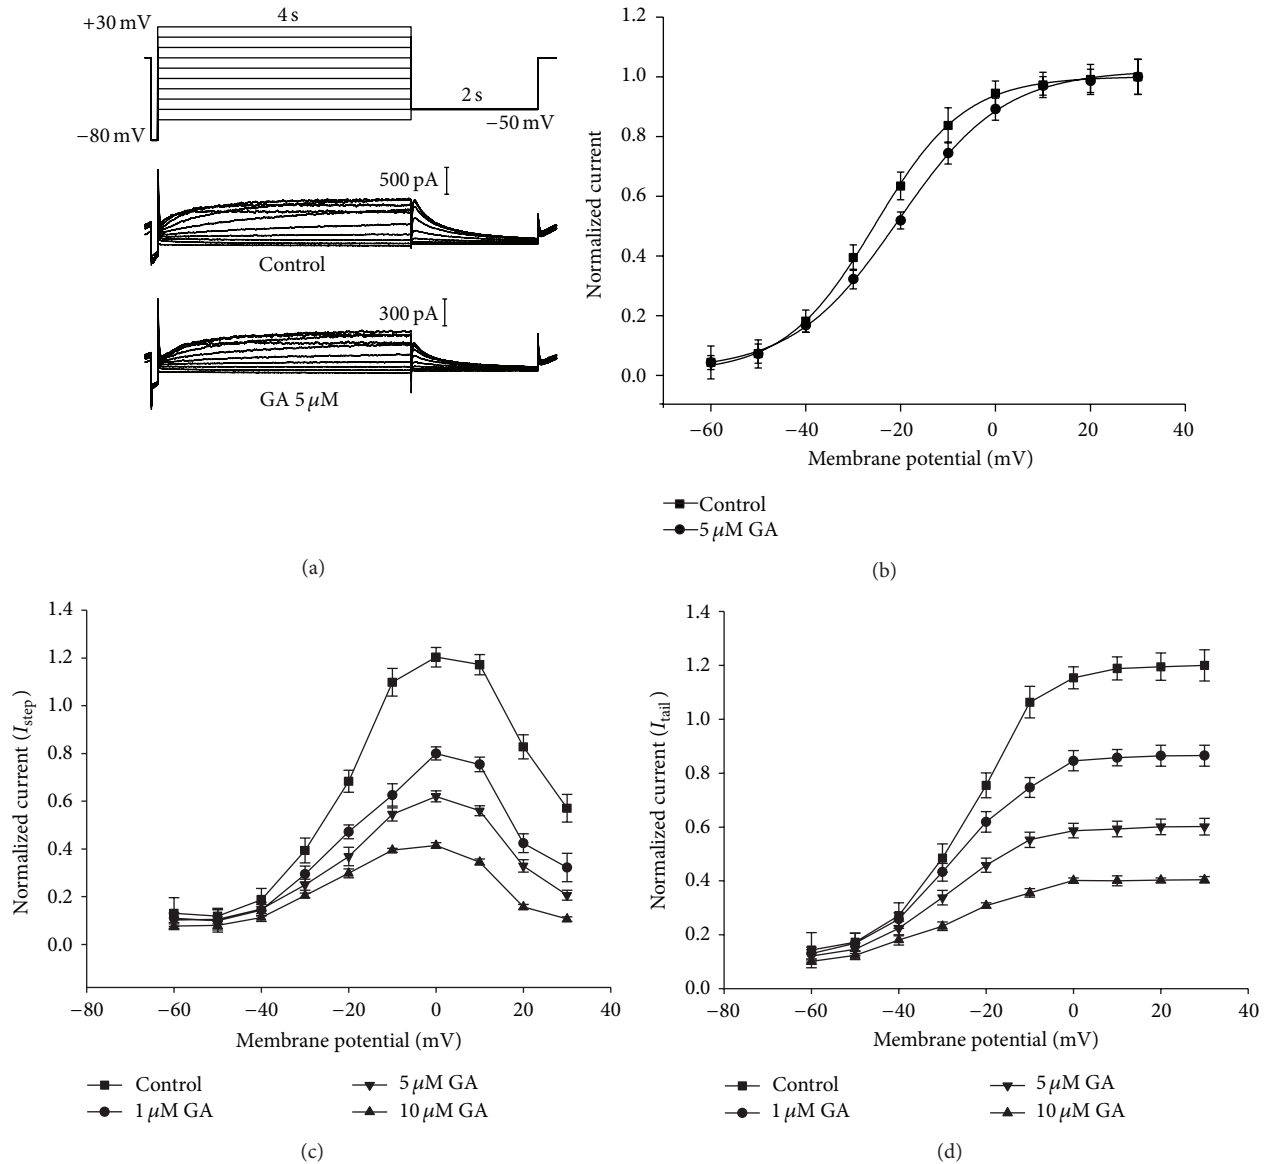 +30 mV
4 s
2 s
−80 mV
−50 mV
500 pA
Control
300 pA
GA 5 μM
(a)
1.2
1.0
0.8
0.6
0.4
0.2
0.0
Normalized current
−60
−40
−20
0
20
40
Membrane potential (mV)
Control
5 μM GA
(b)
1.4
1.2
1.0
0.8
0.6
0.4
0.2
0.0
Normalized current (Istep)
−80
−60
−40
−20
0
20
40
Membrane potential (mV)
Control
1 μM GA
5 μM GA
10 μM GA
(c)
1.4
1.2
1.0
0.8
0.6
0.4
0.2
0.0
Normalized current (Itail)
−80
−60
−40
−20
0
20
40
Membrane potential (mV)
Control
1 μM GA
5 μM GA
10 μM GA
(d)